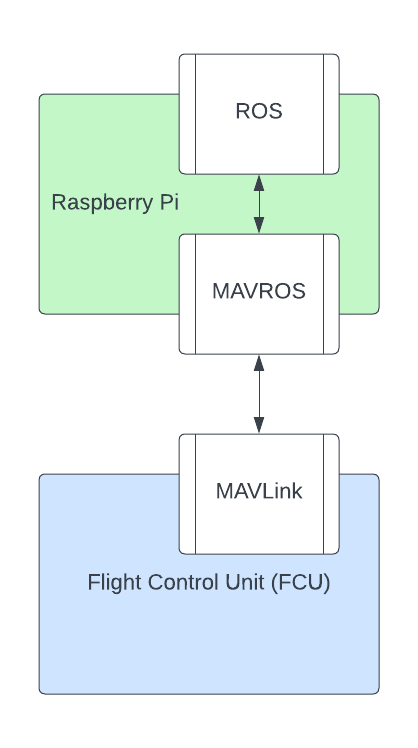 ROS
Raspberry Pi
MAVROS
MAVLink
Flight Control Unit (FCU)